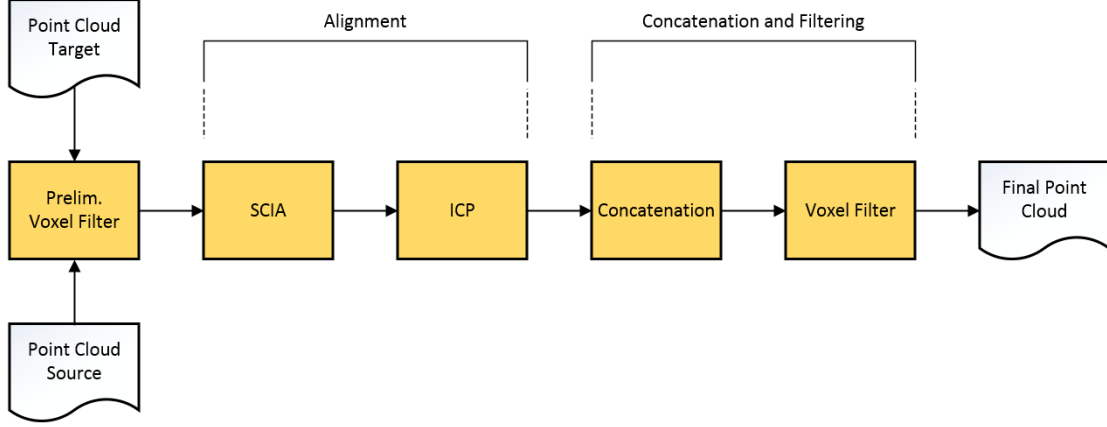 Point Cloud
Target
Alignment
Concatenation and Filtering
Prelim.
Voxel Filter
SCIA
ICP
Concatenation
Voxel Filter
Final Point
Cloud
Point Cloud
Source